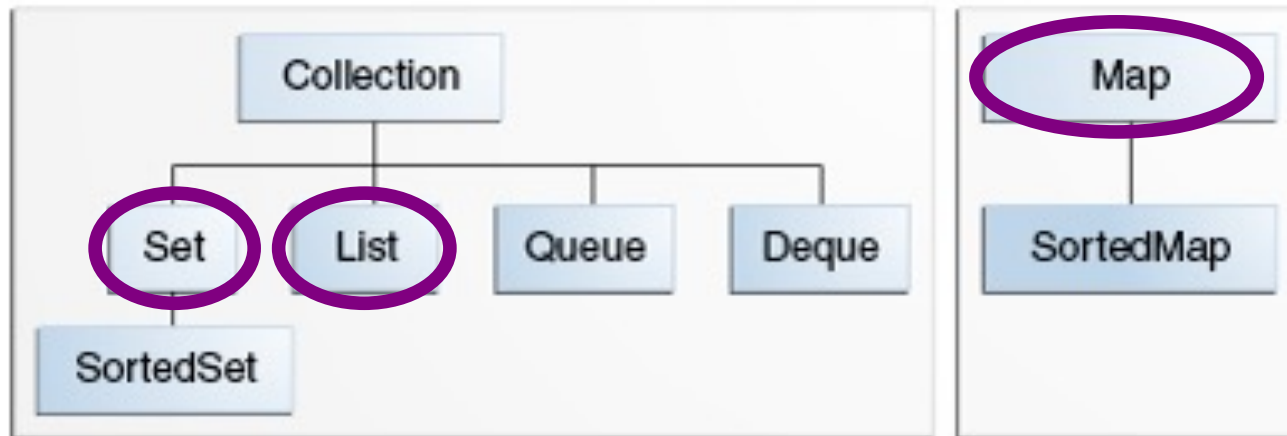 Collection
Map
Set
List
Queue
Deque
SortedMap
SortedSet